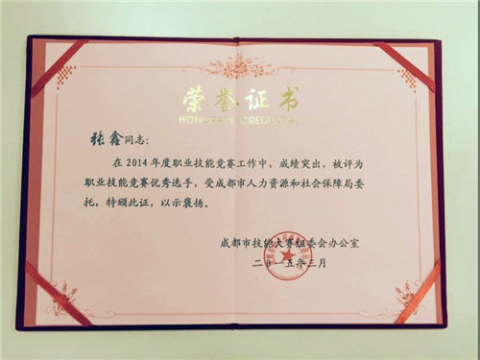 荣誉证书
HONORARY CREDENTIAL
张鑫同志：
在2014年度职业技能竞赛工作中，成绩突出，被评为
职业技能竞赛优秀选手，受成都市人力资源和社会保障局委
托，特颁此证，以示褒扬。
成都市技能大赛组委会办公室
二〇一五年三月